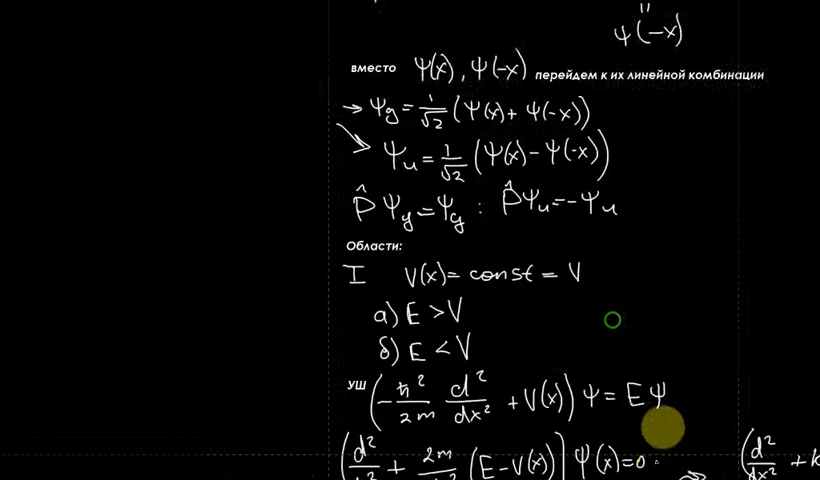 "
ψ(-x)
вместо ψ(x), ψ(-x) перейдем к их линейной комбинации
→ ψg = 1/√2 (ψ(x) + ψ(-x))
ψu = 1/√2 (ψ(x) - ψ(-x))
P̂ ψg = ψg : P̂ψu = -ψu
Области:
I V(x) = const = V
а) E > V
б) E < V
УШ (-ħ²/2m d²/dx² + V(x)) ψ = E ψ
(d² + 2m (E - V(x)) ψ(x) = 0 (d²/dx² + k